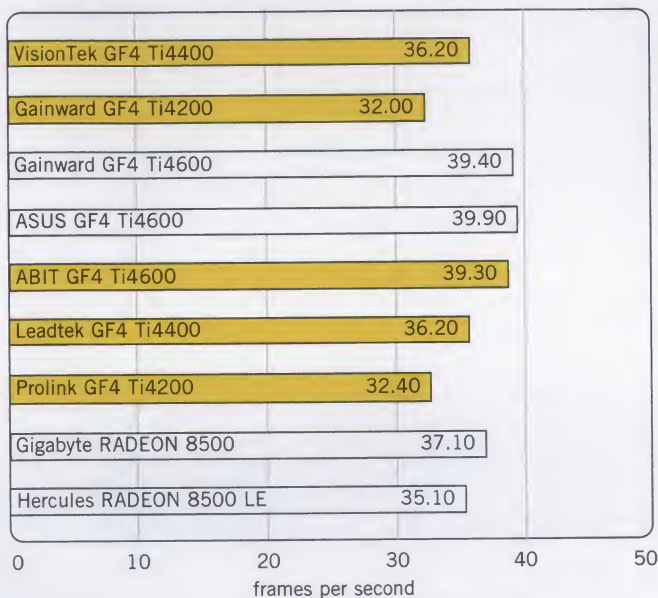 VisionTek GF4 Ti4400 36.20
Gainward GF4 Ti4200 32.00
Gainward GF4 Ti4600 39.40
ASUS GF4 Ti4600 39.90
ABIT GF4 Ti4600 39.30
Leadtek GF4 Ti4400 36.20
Prolink GF4 Ti4200 32.40
Gigabyte RADEON 8500 37.10
Hercules RADEON 8500 LE 35.10
0 10 20 30 40 50
frames per second